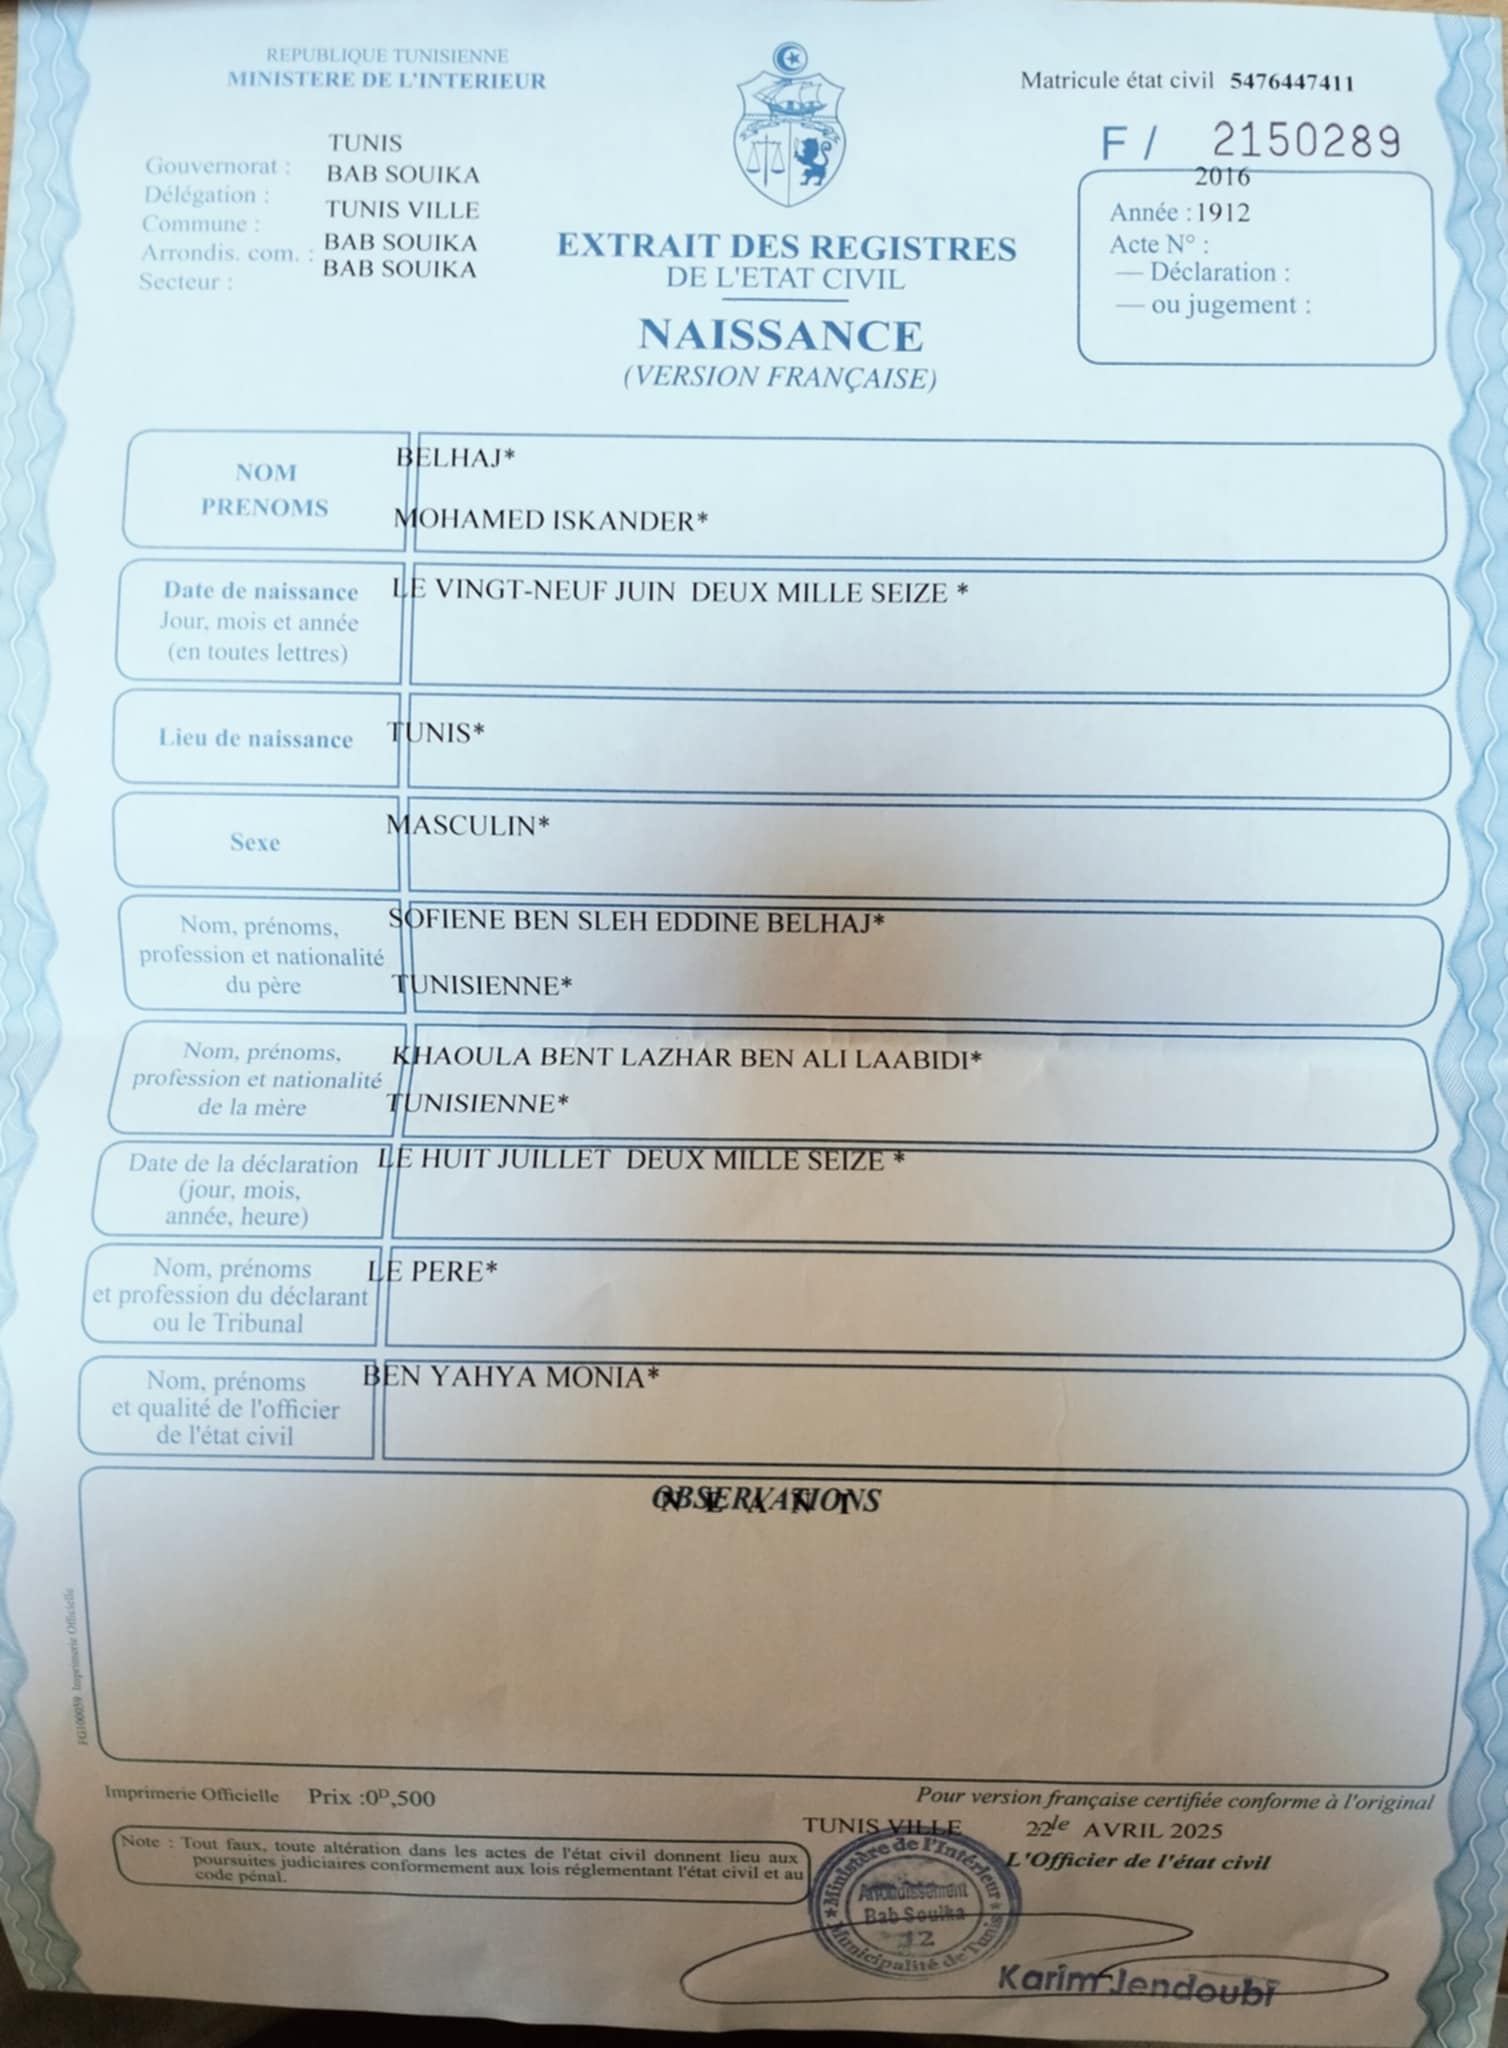 REPUBLIQUE TUNISIENNE
MINISTERE DE L'INTERIEUR
Matricule état civil 5476447411
F / 2150289
Gouvernorat : TUNIS
Délégation : BAB SOUIKA
Commune : TUNIS VILLE
Arrondis. com. : BAB SOUIKA
Secteur : BAB SOUIKA
2016
Année : 1912
Acte N° :
— Déclaration :
— ou jugement :
EXTRAIT DES REGISTRES
DE L'ETAT CIVIL
NAISSANCE
(VERSION FRANÇAISE)
NOM BELHAJ*
PRENOMS MOHAMED ISKANDER*
Date de naissance LE VINGT-NEUF JUIN DEUX MILLE SEIZE *
Jour, mois et année
(en toutes lettres)
Lieu de naissance TUNIS*
Sexe MASCULIN*
Nom, prénoms, SOFIENE BEN SLEH EDDINE BELHAJ*
profession et nationalité
du père TUNISIENNE*
Nom, prénoms, KHAOULA BENT LAZHAR BEN ALI LAABIDI*
profession et nationalité
de la mère TUNISIENNE*
Date de la déclaration LE HUIT JUILLET DEUX MILLE SEIZE *
(jour, mois,
année, heure)
Nom, prénoms LE PERE*
et profession du déclarant
ou le Tribunal
Nom, prénoms BEN YAHYA MONIA*
et qualité de l'officier
de l'état civil
OBSERVATIONS
N E A N T
FG100059 Imprimerie Officielle
Imprimerie Officielle Prix :0D,500
Pour version française certifiée conforme à l'original
TUNIS VILLE 22 le AVRIL 2025
L'Officier de l'état civil
Note : Tout faux, toute altération dans les actes de l'état civil donnent lieu aux
poursuites judiciaires conformement aux lois réglementant l'état civil et au
code pénal.
Ministère de l'Intérieur
Arrondissement
Bab Souika
12
Municipalité de Tunis
Karim Jendoubi